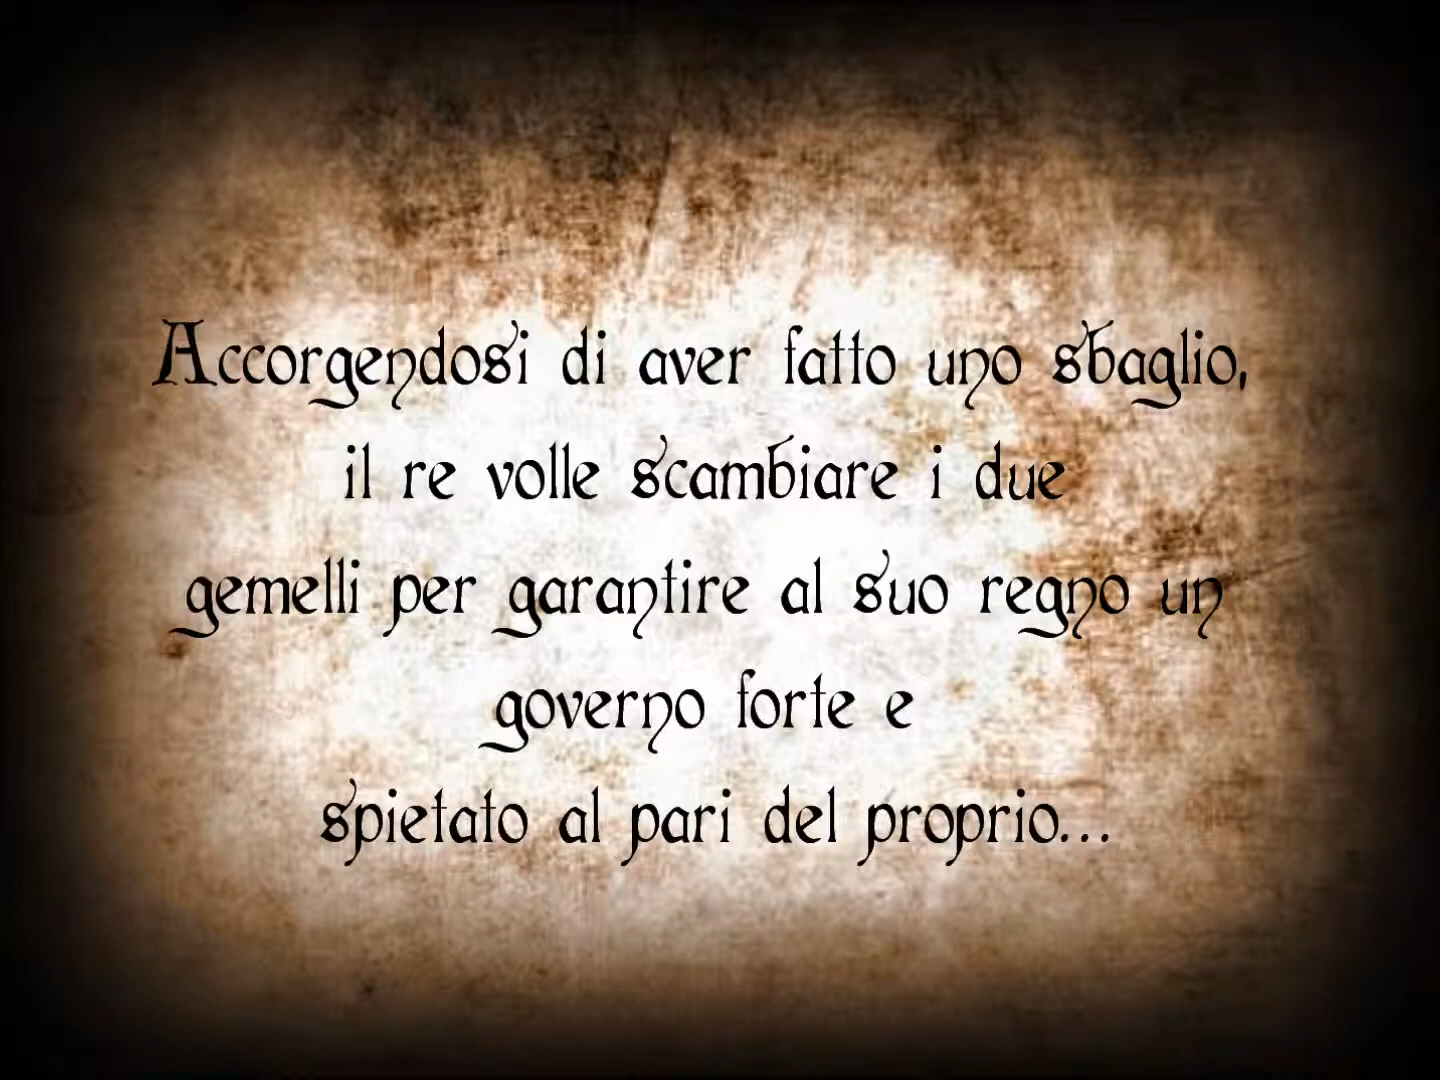 Accorgendosi di aver fatto uno sbaglio,
il re volle scambiare i due
gemelli per garantire al suo regno un
governo forte e
spietato al pari del proprio...